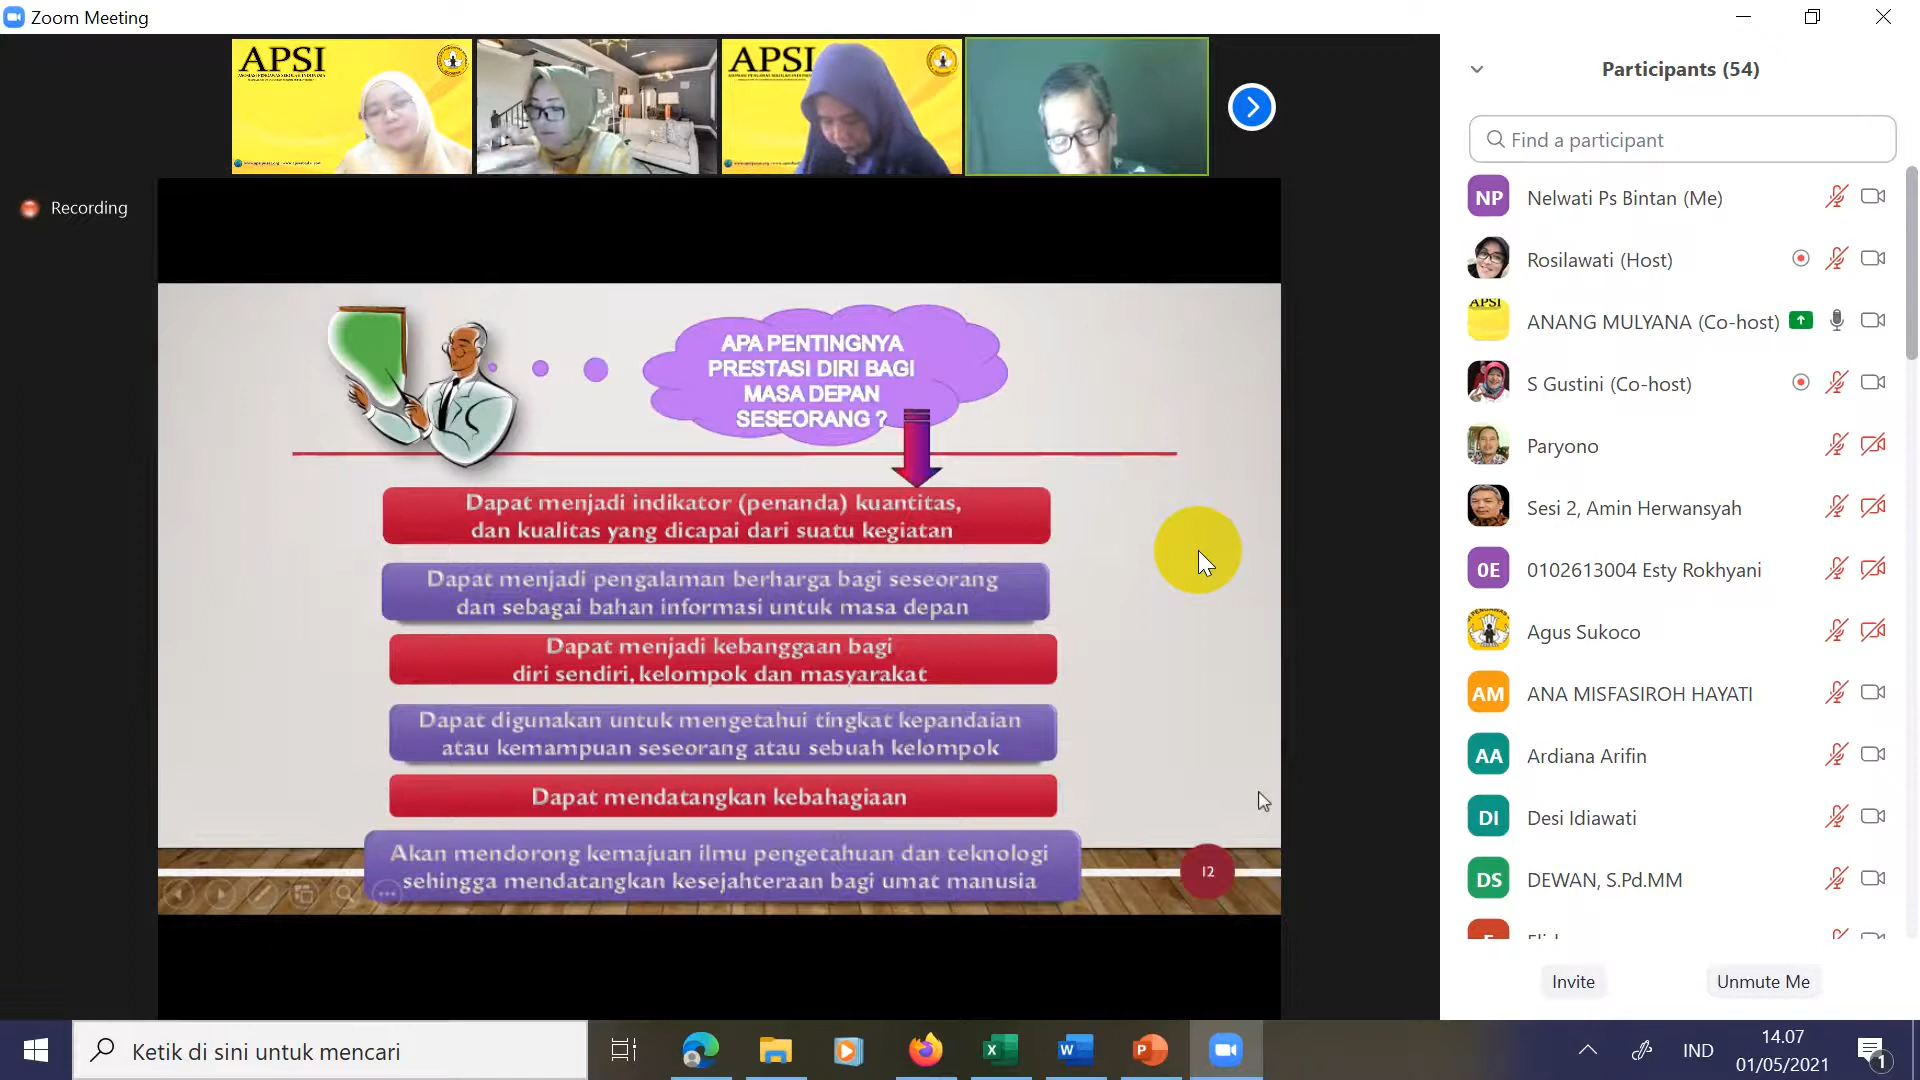 Zoom Meeting
APSI
APSI
Recording
APA PENTINGNYA
PRESTASI DIRI BAGI
MASA DEPAN
SESEORANG ?
Dapat menjadi indikator (penanda) kuantitas,
dan kualitas yang dicapai dari suatu kegiatan
Dapat menjadi pengalaman berharga bagi seseorang
dan sebagai bahan informasi untuk masa depan
Dapat menjadi kebanggaan bagi
diri sendiri, kelompok dan masyarakat
Dapat digunakan untuk mengetahui tingkat kepandaian
atau kemampuan seseorang atau sebuah kelompok
Dapat mendatangkan kebahagiaan
Akan mendorong kemajuan ilmu pengetahuan dan teknologi
sehingga mendatangkan kesejahteraan bagi umat manusia
12
Participants (54)
Find a participant
NP Nelwati Ps Bintan (Me)
Rosilawati (Host)
APSI ANANG MULYANA (Co-host)
S Gustini (Co-host)
Paryono
Sesi 2, Amin Herwansyah
0E 0102613004 Esty Rokhyani
Agus Sukoco
AM ANA MISFASIROH HAYATI
AA Ardiana Arifin
DI Desi Idiawati
DS DEWAN, S.Pd.MM
Invite
Unmute Me
Ketik di sini untuk mencari
IND
14.07
01/05/2021
1